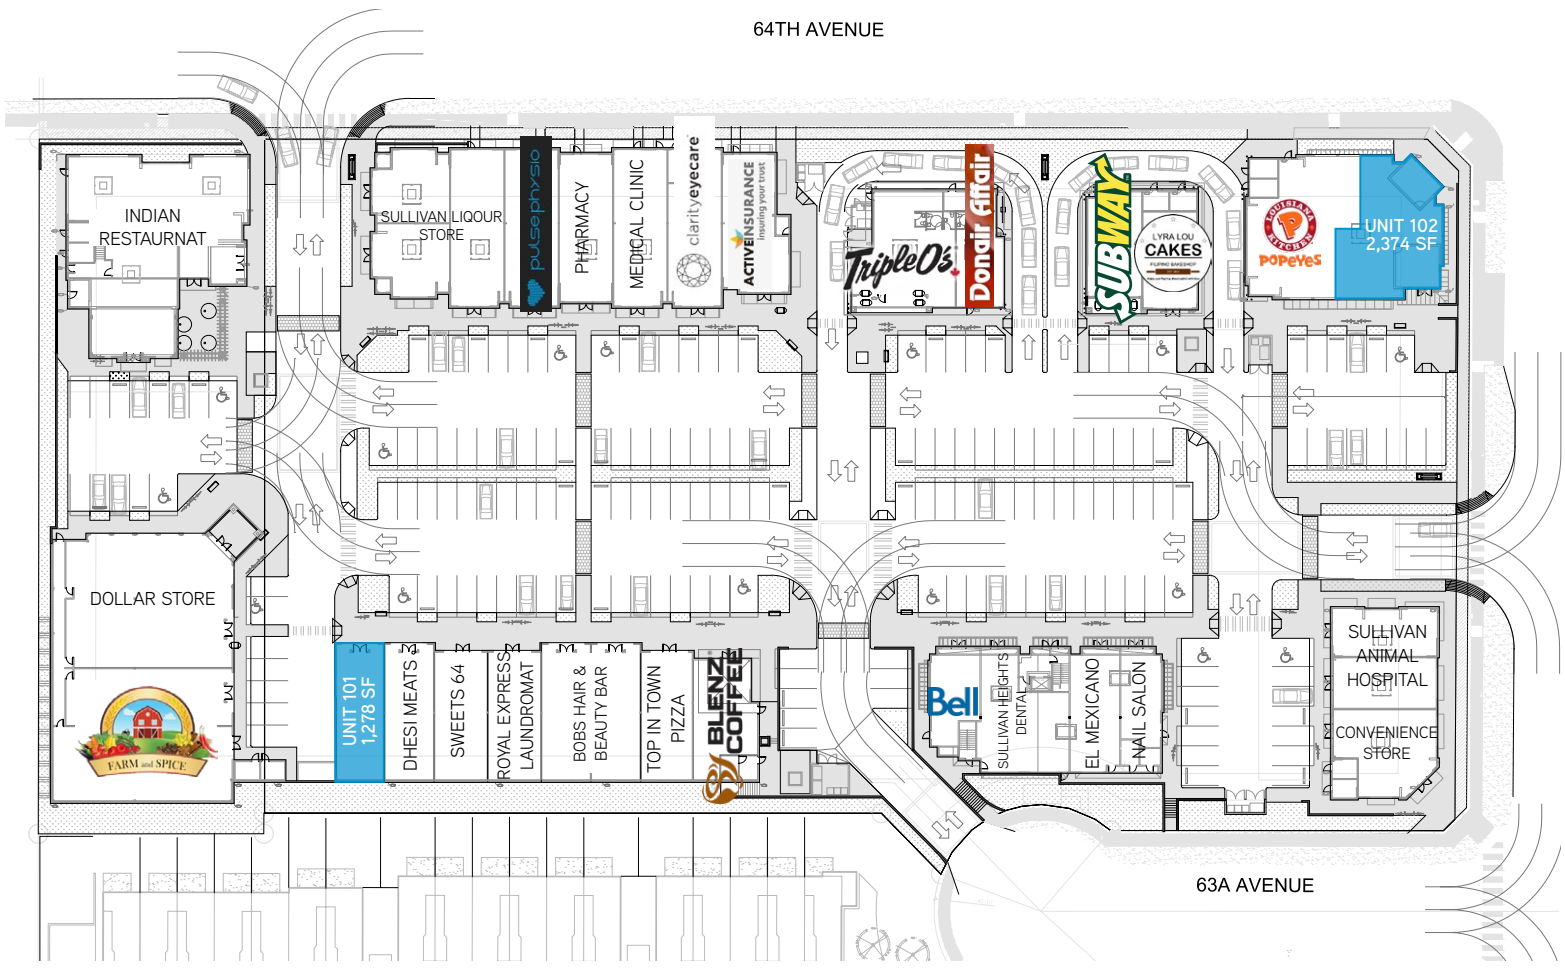 64TH AVENUE
INDIAN
RESTAURNAT
SULLIVAN LIQOUR
STORE
pulsephysio
PHARMACY
MEDICAL CLINIC
clarityeyecare
ACTIVEINSURANCE
insuring your trust
TripleO's
Donair Affair
SUBWAY
LYRA LOU
CAKES
FILIPINO BAKESHOP
LOUISIANA
KITCHEN
POPEYES
UNIT 102
2,374 SF
DOLLAR STORE
FARM and SPICE
UNIT 101
1,278 SF
DHESI MEATS
SWEETS 64
ROYAL EXPRESS
LAUNDROMAT
BOBS HAIR &
BEAUTY BAR
TOP IN TOWN
PIZZA
BLENZ
COFFEE
Bell
SULLIVAN HEIGHTS
DENTAL
EL MEXICANO
NAIL SALON
SULLIVAN
ANIMAL
HOSPITAL
CONVENIENCE
STORE
63A AVENUE